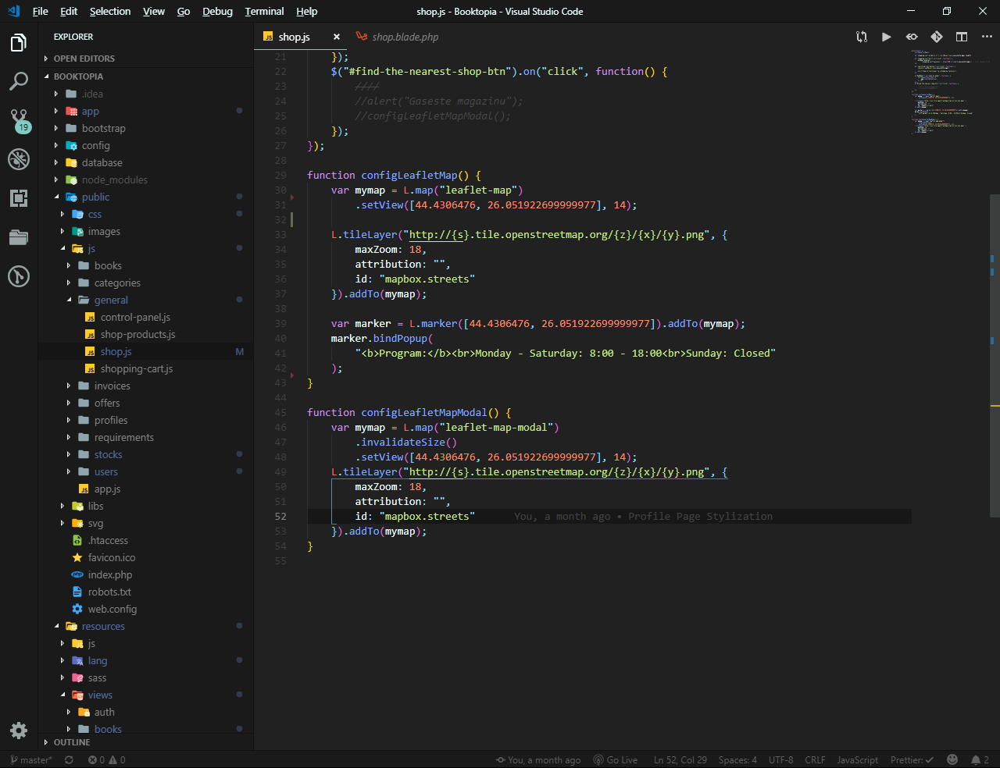 File Edit Selection View Go Debug Terminal Help
shop.js - Booktopia - Visual Studio Code
EXPLORER
OPEN EDITORS
BOOKTOPIA
.idea
app
bootstrap
config
database
node_modules
public
css
images
js
books
categories
general
control-panel.js
shop-products.js
shop.js M
shopping-cart.js
invoices
offers
profiles
requirements
stocks
users
app.js
libs
svg
.htaccess
favicon.ico
index.php
robots.txt
web.config
resources
js
lang
sass
views
auth
books
OUTLINE
19
JS shop.js × shop.blade.php
21 });
22 $("#find-the-nearest-shop-btn").on("click", function() {
23 ////
24 //alert("Gaseste magazinu");
25 //configLeafletMapModal();
26 });
27 });
28
29 function configLeafletMap() {
30 var mymap = L.map("leaflet-map")
31 .setView([44.4306476, 26.051922699999977], 14);
32
33 L.tileLayer("http://{s}.tile.openstreetmap.org/{z}/{x}/{y}.png", {
34 maxZoom: 18,
35 attribution: "",
36 id: "mapbox.streets"
37 }).addTo(mymap);
38
39 var marker = L.marker([44.4306476, 26.051922699999977]).addTo(mymap);
40 marker.bindPopup(
41 "<b>Program:</b><br>Monday - Saturday: 8:00 - 18:00<br>Sunday: Closed"
42 );
43 }
44
45 function configLeafletMapModal() {
46 var mymap = L.map("leaflet-map-modal")
47 .invalidateSize()
48 .setView([44.4306476, 26.051922699999977], 14);
49 L.tileLayer("http://{s}.tile.openstreetmap.org/{z}/{x}/{y}.png", {
50 maxZoom: 18,
51 attribution: "",
52 id: "mapbox.streets" You, a month ago • Profile Page Stylization
53 }).addTo(mymap);
54 }
55
master* 0 0 You, a month ago Go Live Ln 52, Col 29 Spaces: 4 UTF-8 CRLF JavaScript Prettier: ✓ 2